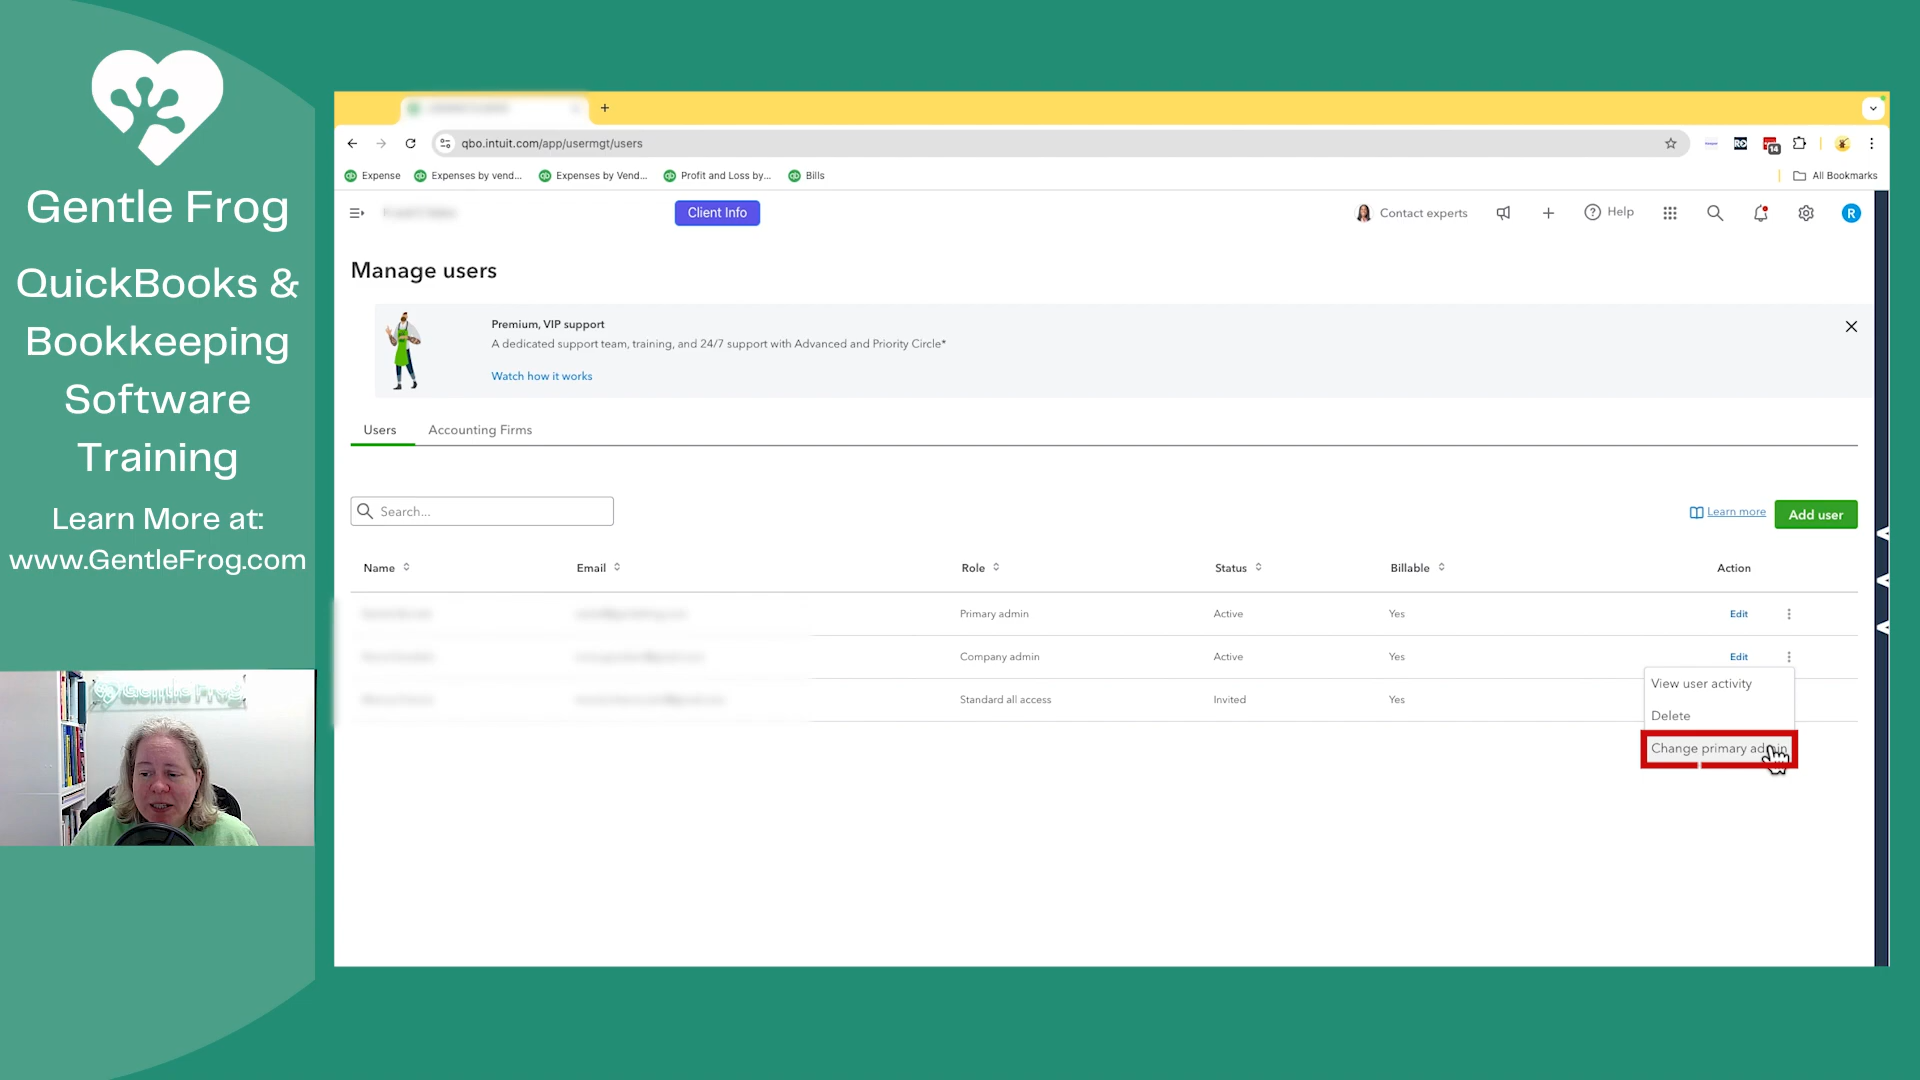 Gentle Frog
QuickBooks &
Bookkeeping
Software
Training
Learn More at:
www.GentleFrog.com
Gentle Frog
qbo.intuit.com/app/usermgt/users
14
Expense
Expenses by vend...
Expenses by Vend...
Profit and Loss by...
Bills
All Bookmarks
Client Info
Contact experts
Help
R
Manage users
Premium, VIP support
A dedicated support team, training, and 24/7 support with Advanced and Priority Circle*
Watch how it works
Users
Accounting Firms
Search...
Learn more
Add user
Name
Email
Role
Status
Billable
Action
Primary admin
Active
Yes
Edit
Company admin
Active
Yes
Edit
Standard all access
Invited
Yes
View user activity
Delete
Change primary admin